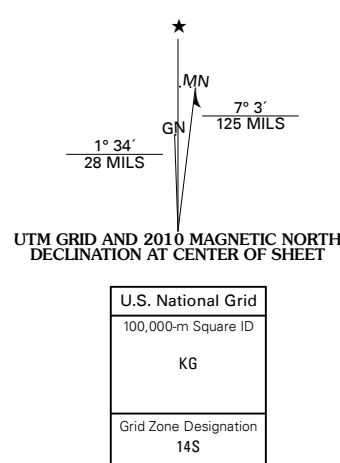 ★
MN
7° 3´
125 MILS
GN
1° 34´
28 MILS
UTM GRID AND 2010 MAGNETIC NORTH
DECLINATION AT CENTER OF SHEET
U.S. National Grid
100,000-m Square ID
KG
Grid Zone Designation
14S